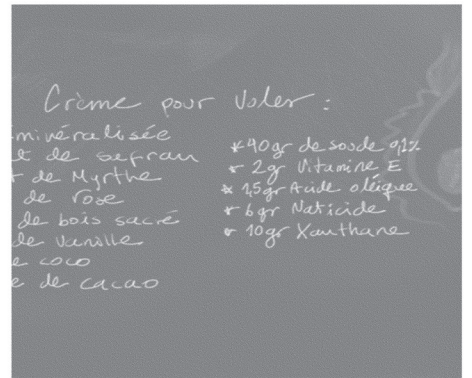 Crème pour voler :
minéralisée
t de safran
de Myrthe
de rose
de bois sacré
de vanille
e coco
e de cacao
* 40gr de soude 0,1%
* 2gr Vitamine E
* 1,5gr Acide oléique
* 6gr Naticide
* 10gr Xanthane